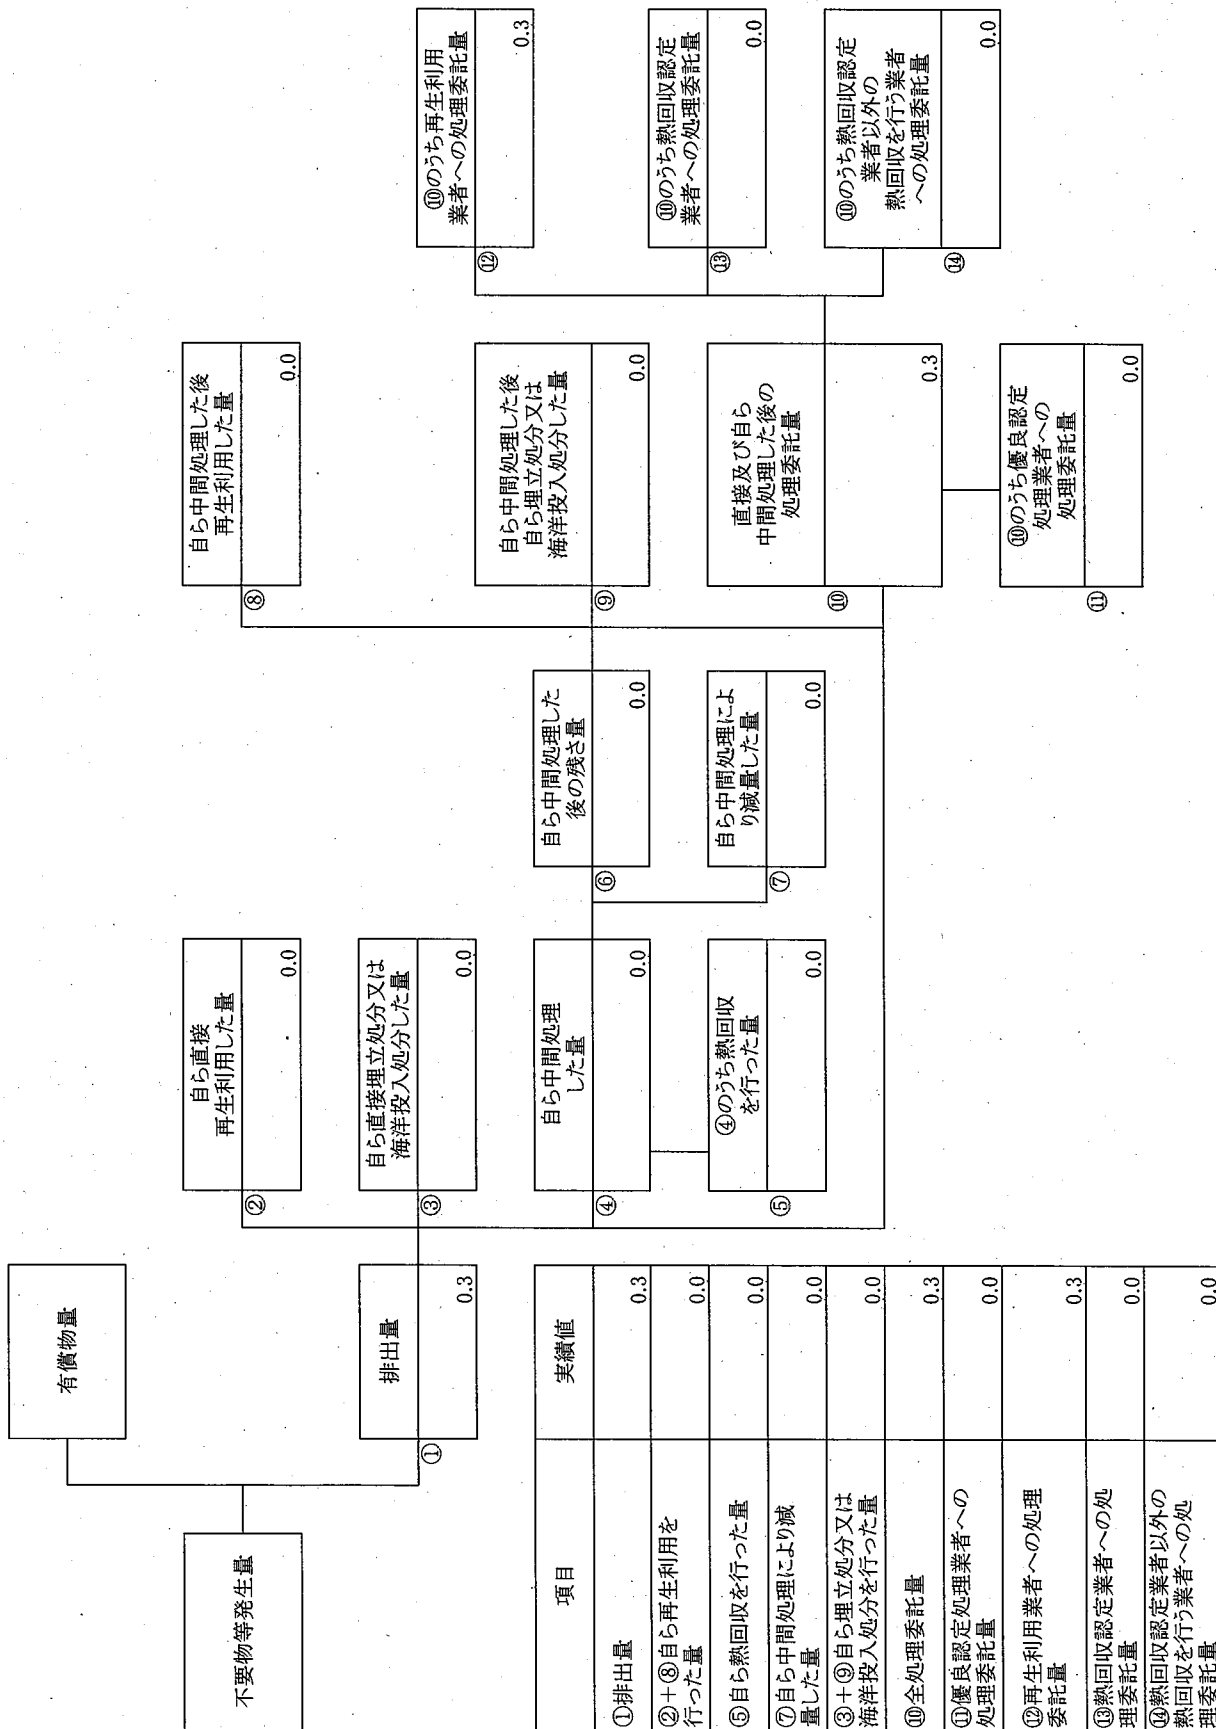 不要物等発生量
有償物量
①
排出量
0.3
②
自ら直接
再生利用した量
0.0
③
自ら直接埋立処分又は
海洋投入処分した量
0.0
④
自ら中間処理
した量
0.0
⑤
④のうち熱回収
を行った量
0.0
⑥
自ら中間処理した
後の残さ量
0.0
⑦
自ら中間処理によ
り減量した量
0.0
⑧
自ら中間処理した後
再生利用した量
0.0
⑨
自ら中間処理した後
自ら埋立処分又は
海洋投入処分した量
0.0
⑩
直接及び自ら
中間処理した後の
処理委託量
0.3
⑪
⑩のうち優良認定
処理業者への
処理委託量
0.0
⑫
⑩のうち再生利用
業者への処理委託量
0.3
⑬
⑩のうち熱回収認定
業者への処理委託量
0.0
⑭
⑩のうち熱回収認定
業者以外の
熱回収を行う業者
への処理委託量
0.0
項目 実績値
①排出量 0.3
②+⑧自ら再生利用を
行った量 0.0
⑤自ら熱回収を行った量 0.0
⑦自ら中間処理により減
量した量 0.0
③+⑨自ら埋立処分又は
海洋投入処分を行った量 0.0
⑩全処理委託量 0.3
⑪優良認定処理業者への
処理委託量 0.0
⑫再生利用業者への処理
委託量 0.3
⑬熱回収認定業者への処
理委託量 0.0
⑭熱回収認定業者以外の
熱回収を行う業者への処
理委託量 0.0